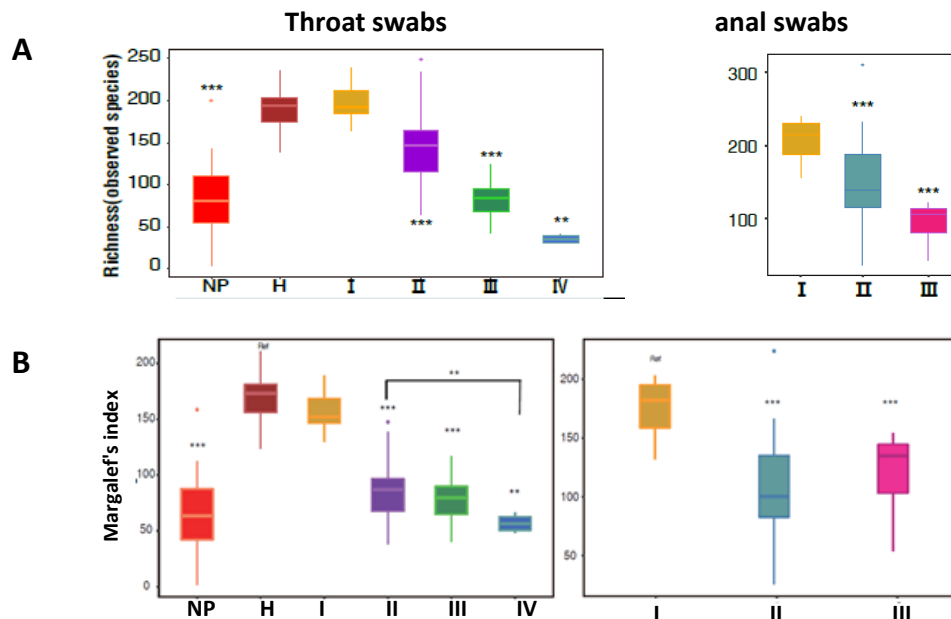 Throat swabs
anal swabs
A
Richness(observed species)
250
200
150
100
50
0
***
***
***
**
NP H I II III IV
300
200
100
***
***
I II III
B
Margalef's index
200
150
100
50
0
Ref
***
***
***
**
**
NP H I II III IV
200
150
100
50
Ref
***
***
I II III